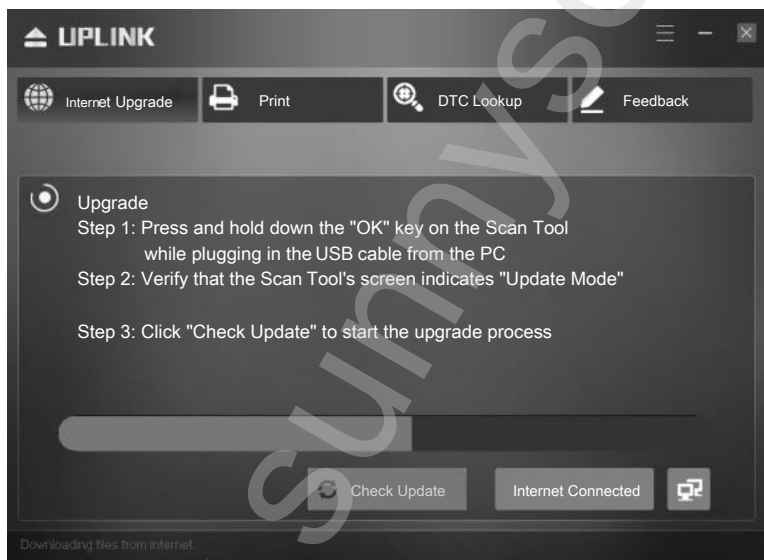 UPLINK
Internet Upgrade Print DTC Lookup Feedback
Upgrade
Step 1: Press and hold down the "OK" key on the Scan Tool
while plugging in the USB cable from the PC
Step 2: Verify that the Scan Tool's screen indicates "Update Mode"
Step 3: Click "Check Update" to start the upgrade process
Check Update Internet Connected
Downloading files from internet...
sunnys